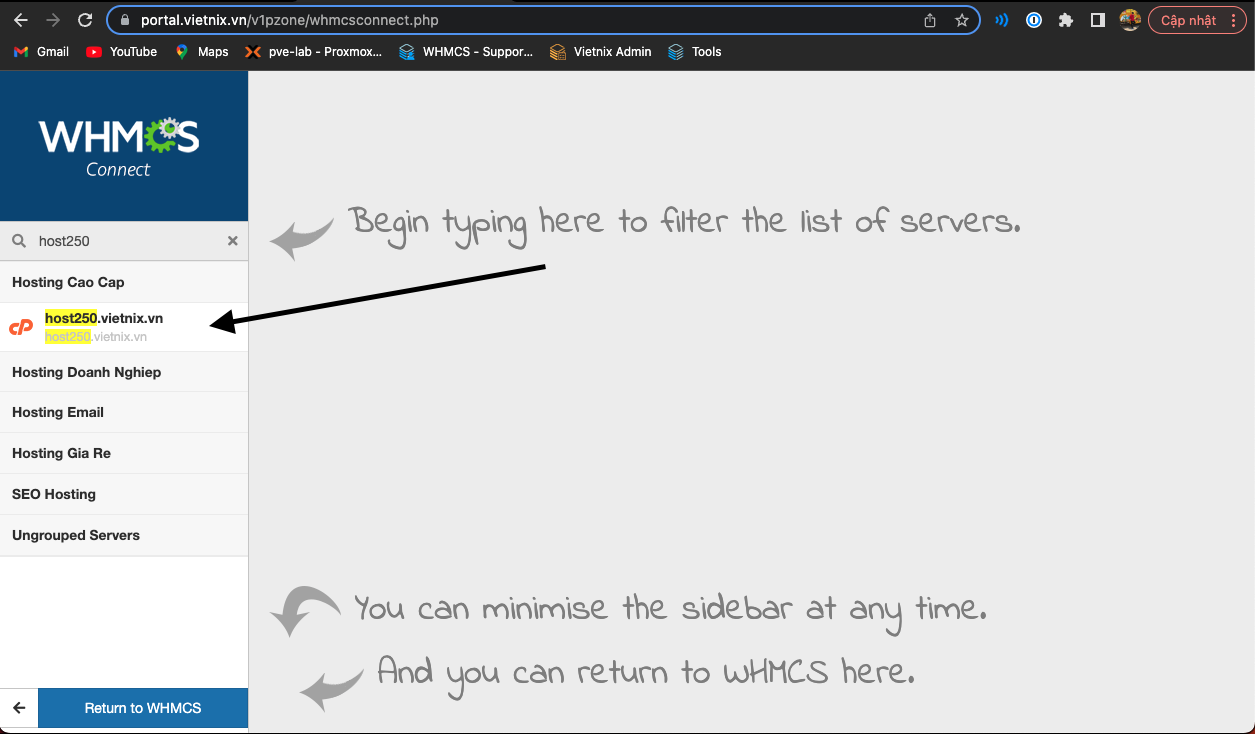 portal.vietnix.vn/v1pzone/whmcsconnect.php
Cập nhật
Gmail
YouTube
Maps
pve-lab - Proxmox...
WHMCS - Suppor...
Vietnix Admin
Tools
WHMCS
Connect
host250
Begin typing here to filter the list of servers.
Hosting Cao Cap
cP
host250.vietnix.vn
host250.vietnix.vn
Hosting Doanh Nghiep
Hosting Email
Hosting Gia Re
SEO Hosting
Ungrouped Servers
You can minimise the sidebar at any time.
And you can return to WHMCS here.
Return to WHMCS